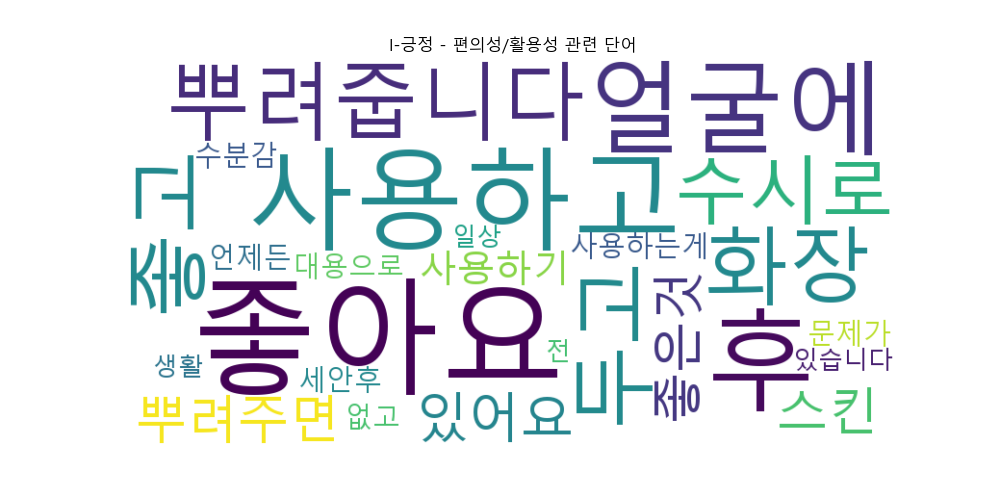 I-긍정 - 편의성/활용성 관련 단어
뿌려줍니다
얼굴에
수분감
좋고
사용하고
수시로
일상
언제든
대용으로
사용하기
사용하는게
화장
좋아요
두고
좋은것
후
문제가
전
있습니다
생활
세안후
뿌려주면
없고
있어요
스킨